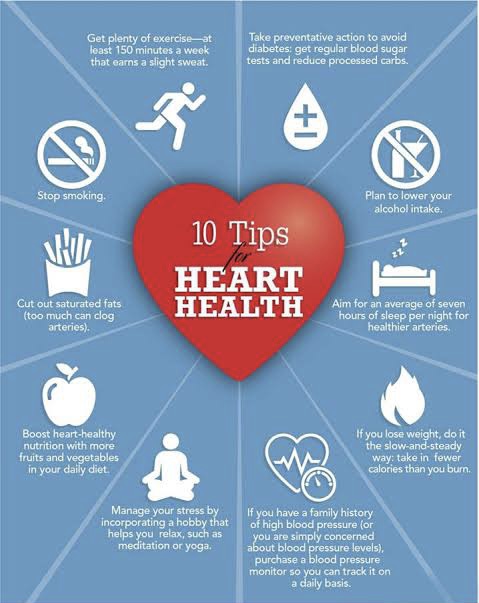 10 Tips
for
HEART
HEALTH
Get plenty of exercise—at
least 150 minutes a week
that earns a slight sweat.
Take preventative action to avoid
diabetes: get regular blood sugar
tests and reduce processed carbs.
Stop smoking.
Plan to lower your
alcohol intake.
Cut out saturated fats
(too much can clog
arteries).
Aim for an average of seven
hours of sleep per night for
healthier arteries.
Boost heart-healthy
nutrition with more
fruits and vegetables
in your daily diet.
If you lose weight, do it
the slow-and-steady
way: take in fewer
calories than you burn.
Manage your stress by
incorporating a hobby that
helps you relax, such as
meditation or yoga.
If you have a family history
of high blood pressure (or
you are simply concerned
about blood pressure levels),
purchase a blood pressure
monitor so you can track it on
a daily basis.
z z z